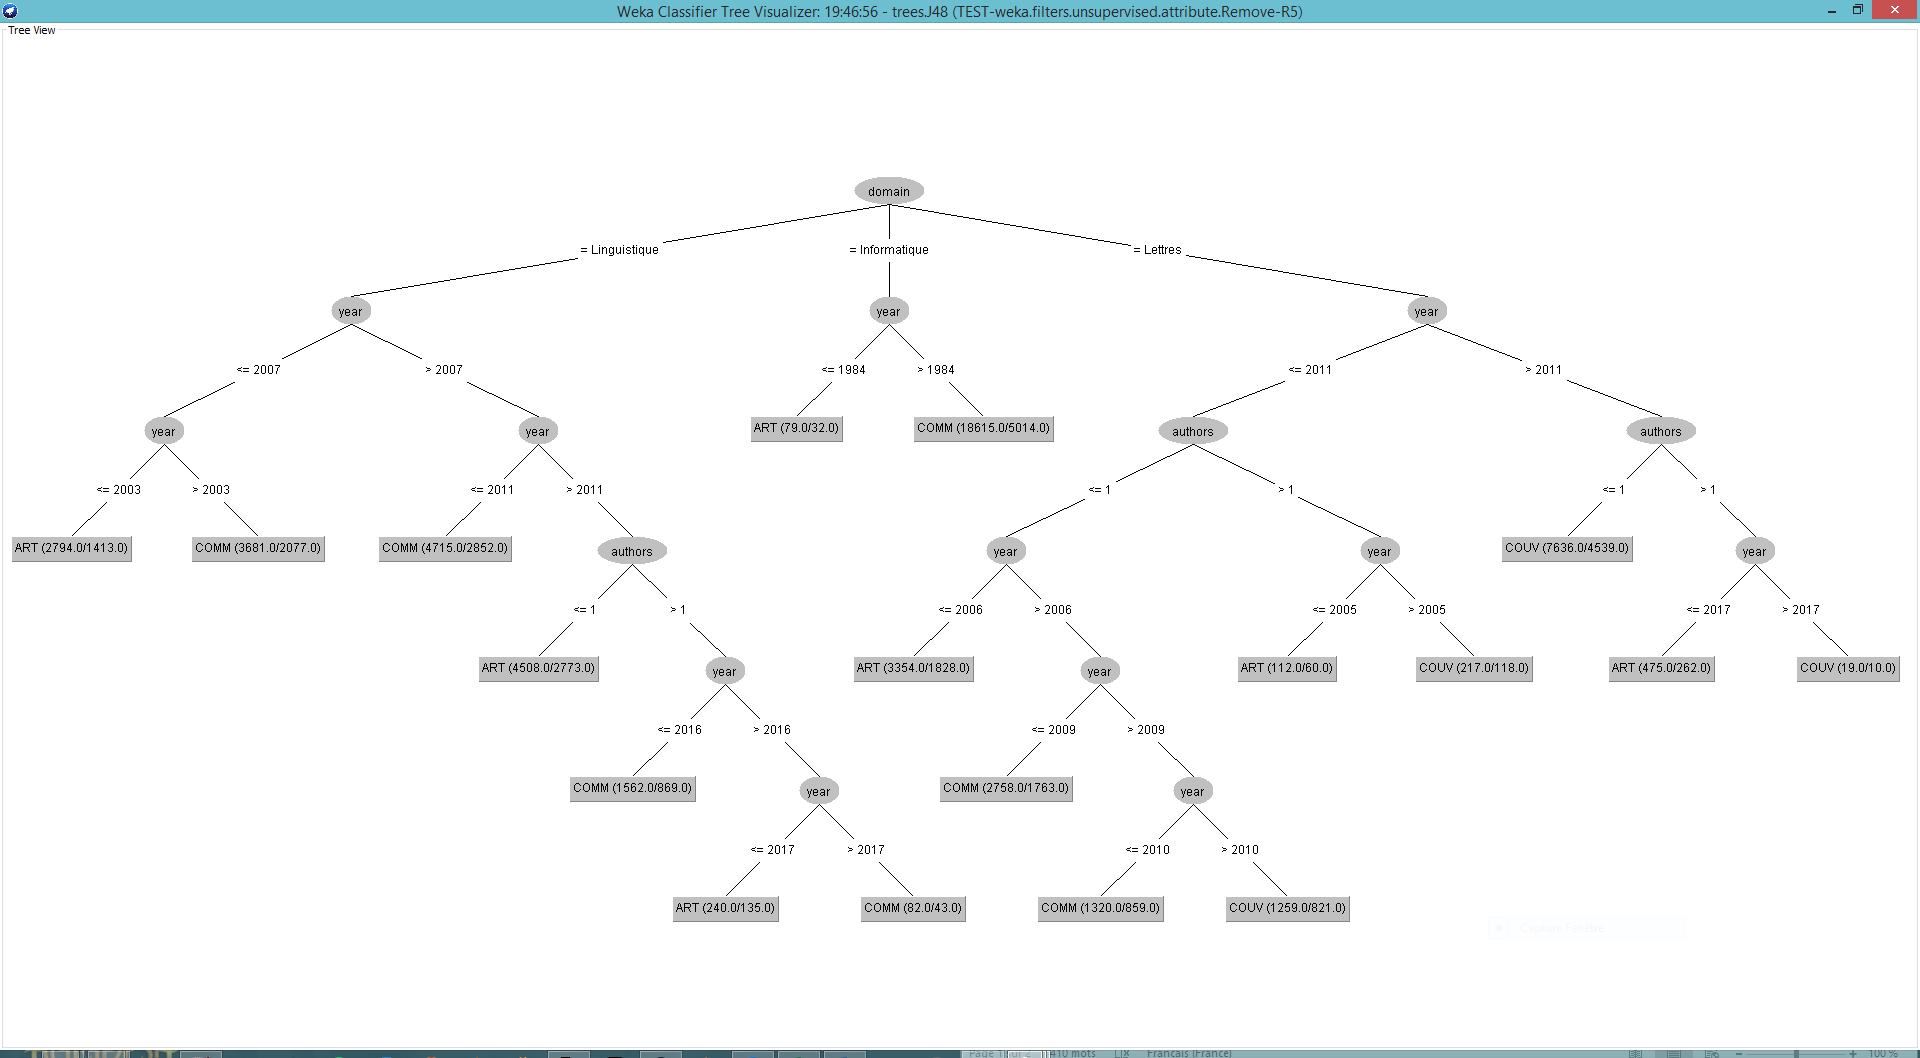 Weka Classifier Tree Visualizer: 19:46:56 - trees.J48 (TEST-weka.filters.unsupervised.attribute.Remove-R5)
Tree View
domain
= Linguistique = Informatique = Lettres
year year year
<= 2007 > 2007 <= 1984 > 1984 <= 2011 > 2011
year year ART (79.0/32.0) COMM (18615.0/5014.0) authors authors
<= 2003 > 2003 <= 2011 > 2011 <= 1 > 1 <= 1 > 1
ART (2794.0/1413.0) COMM (3681.0/2077.0) COMM (4715.0/2852.0) authors year year COUV (7636.0/4539.0) year
<= 1 > 1 <= 2006 > 2006 <= 2005 > 2005 <= 2017 > 2017
ART (4508.0/2773.0) year ART (3354.0/1828.0) year ART (112.0/60.0) COUV (217.0/118.0) ART (475.0/262.0) COUV (19.0/10.0)
<= 2016 > 2016 <= 2009 > 2009
COMM (1562.0/869.0) year COMM (2758.0/1763.0) year
<= 2017 > 2017 <= 2010 > 2010
ART (240.0/135.0) COMM (82.0/43.0) COMM (1320.0/859.0) COUV (1259.0/821.0)
410 mots Français (France) 100 %